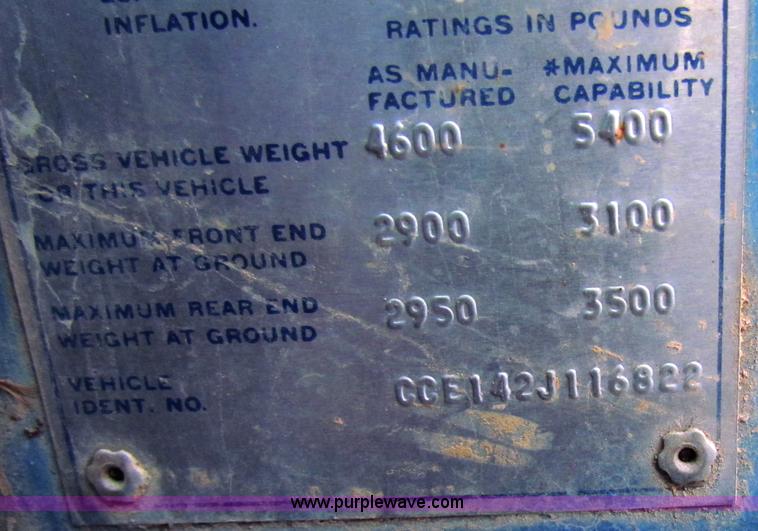 INFLATION.
RATINGS IN POUNDS
AS MANU- *MAXIMUM
FACTURED CAPABILITY
GROSS VEHICLE WEIGHT 4600 5400
OR THIS VEHICLE
MAXIMUM FRONT END 2900 3100
WEIGHT AT GROUND
MAXIMUM REAR END 2950 3500
WEIGHT AT GROUND
VEHICLE CCE142J116822
IDENT. NO.
www.purplewave.com